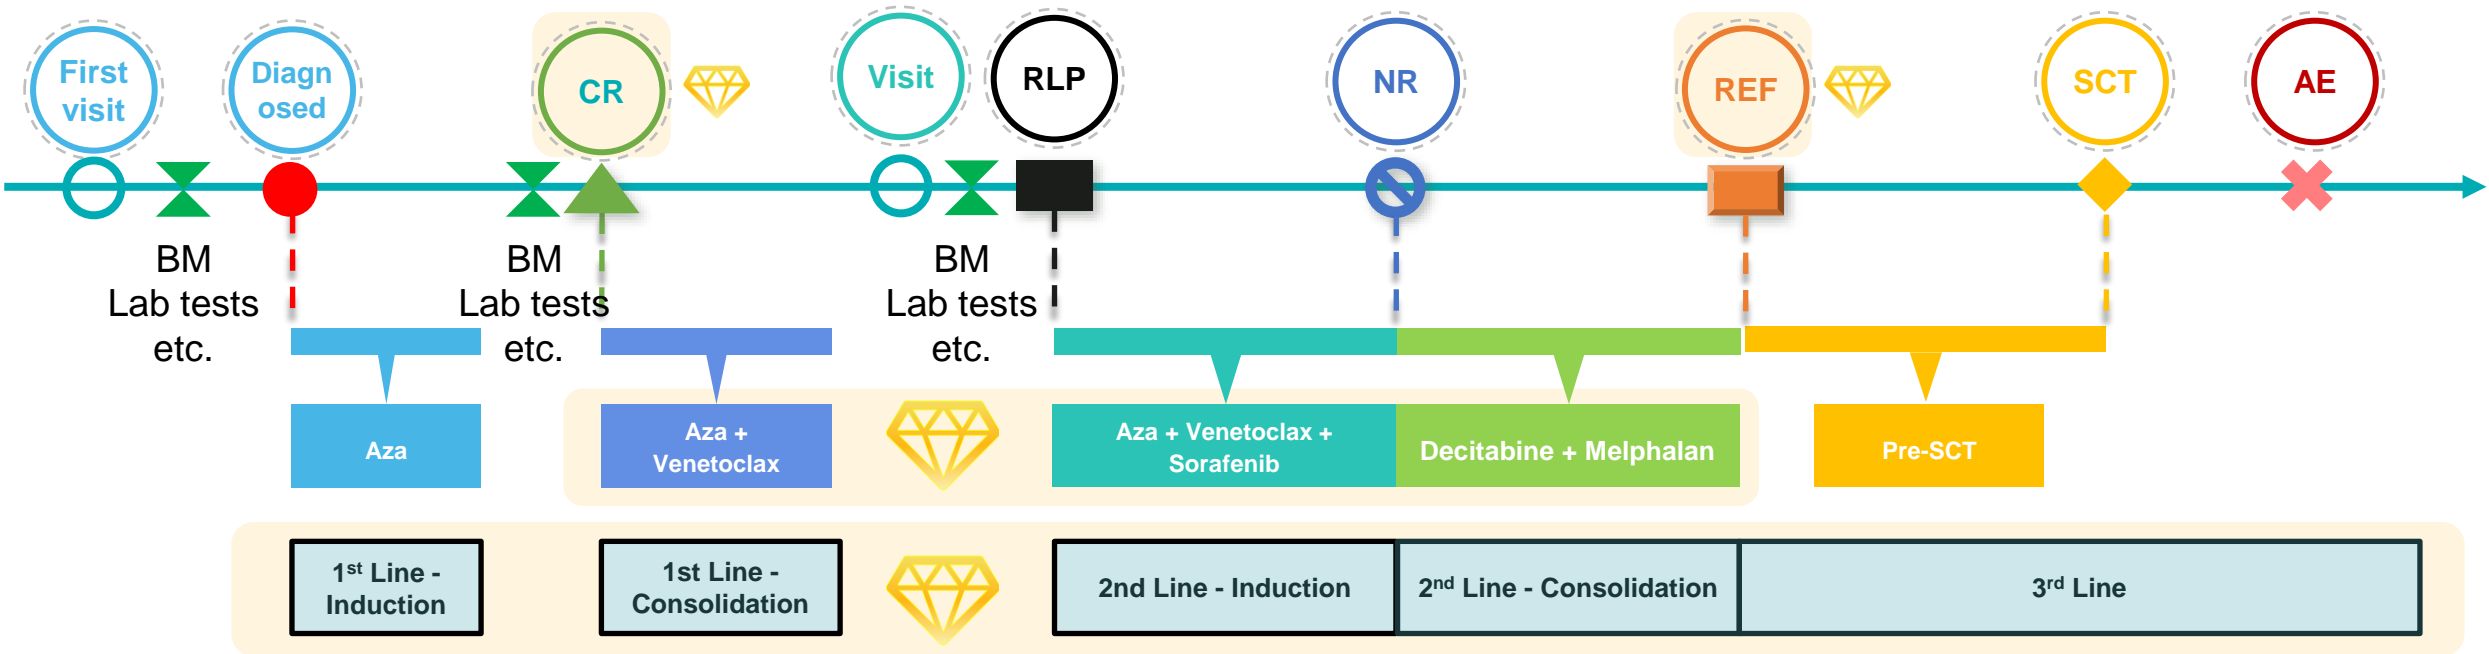 First
visit
Diagn
osed
CR
Visit
RLP
NR
REF
SCT
AE
BM
Lab tests
etc.
BM
Lab tests
etc.
BM
Lab tests
etc.
Aza
Aza +
Venetoclax
Aza + Venetoclax +
Sorafenib
Decitabine + Melphalan
Pre-SCT
1st Line -
Induction
1st Line -
Consolidation
2nd Line - Induction
2nd Line - Consolidation
3rd Line